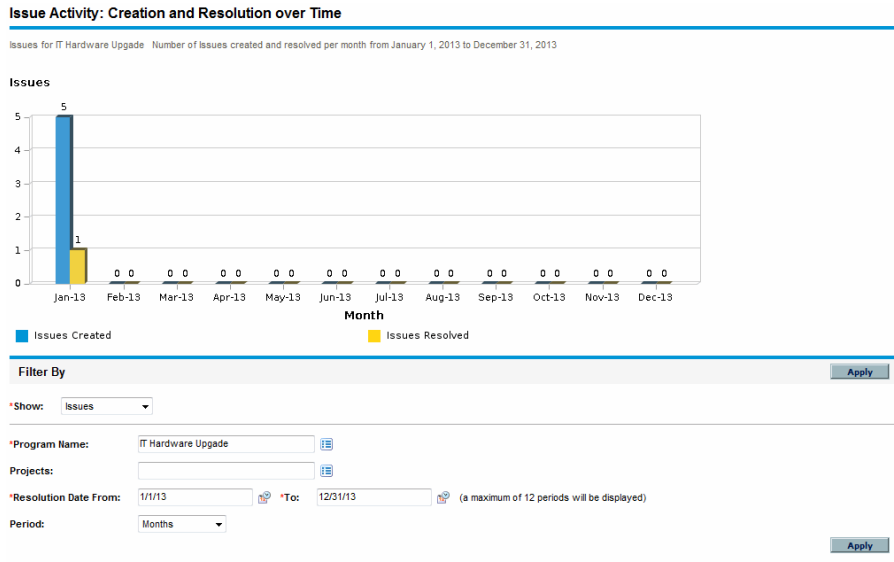 Issue Activity: Creation and Resolution over Time
Issues for IT Hardware Upgade Number of Issues created and resolved per month from January 1, 2013 to December 31, 2013
Issues
5
5
4
3
2
1
1
0
0 0 0 0 0 0 0 0 0 0 0 0 0 0 0 0 0 0 0 0 0 0
Jan-13 Feb-13 Mar-13 Apr-13 May-13 Jun-13 Jul-13 Aug-13 Sep-13 Oct-13 Nov-13 Dec-13
Month
Issues Created Issues Resolved
Filter By Apply
*Show: Issues
*Program Name: IT Hardware Upgade
Projects:
*Resolution Date From: 1/1/13 *To: 12/31/13 (a maximum of 12 periods will be displayed)
Period: Months
Apply